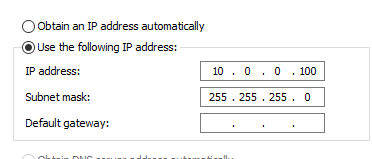 Obtain an IP address automatically
Use the following IP address:
IP address: 10 . 0 . 0 . 100
Subnet mask: 255 . 255 . 255 . 0
Default gateway: . . .